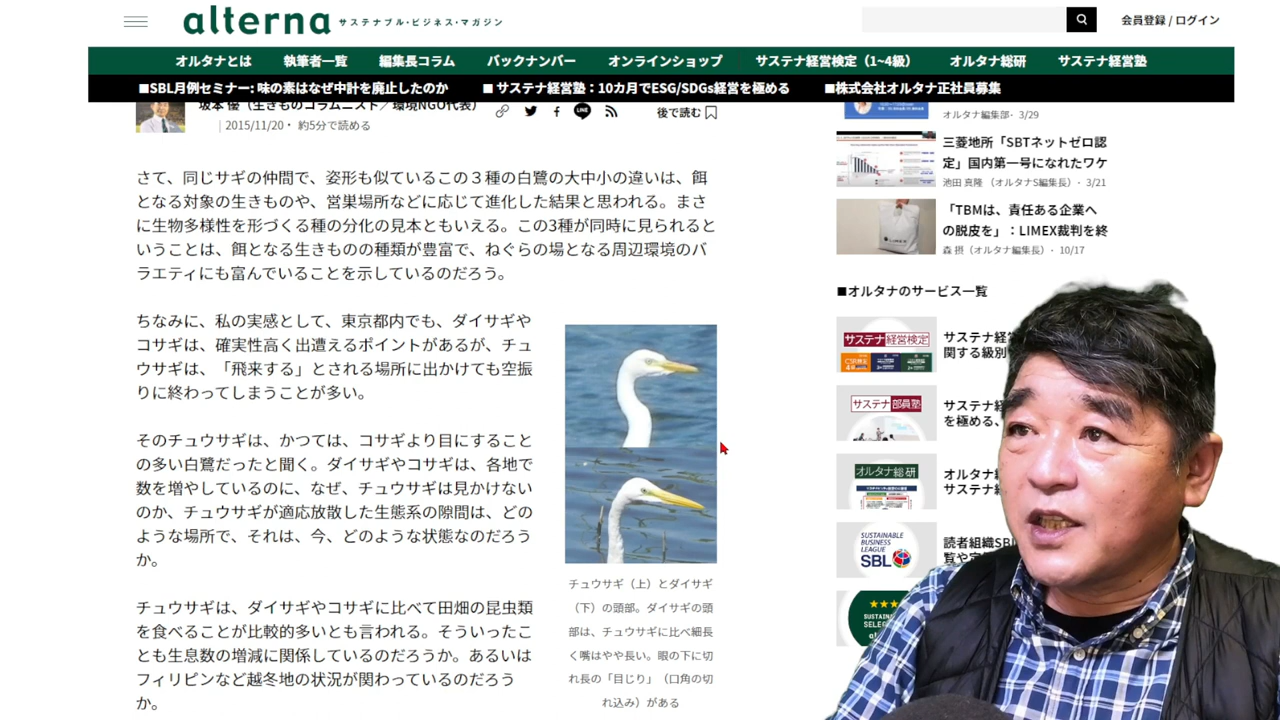 alterna サステナブル・ビジネス・マガジン
会員登録 / ログイン
オルタナとは 執筆者一覧 編集長コラム バックナンバー オンラインショップ サステナ経営検定（1~4級） オルタナ総研 サステナ経営塾
■SBL月例セミナー: 味の素はなぜ中計を廃止したのか ■ サステナ経営塾：10カ月でESG/SDGs経営を極める ■株式会社オルタナ正社員募集
坂本 優（生きものコラムニスト／環境NGO代表）
2015/11/20・ 約5分で読める
LINE
後で読む
さて、同じサギの仲間で、姿形も似ているこの３種の白鷺の大中小の違いは、餌
となる対象の生きものや、営巣場所などに応じて進化した結果と思われる。まさ
に生物多様性を形づくる種の分化の見本ともいえる。この3種が同時に見られると
いうことは、餌となる生きものの種類が豊富で、ねぐらの場となる周辺環境のバ
ラエティにも富んでいることを示しているのだろう。
ちなみに、私の実感として、東京都内でも、ダイサギや
コサギは、確実性高く出遭えるポイントがあるが、チュ
ウサギは、「飛来する」とされる場所に出かけても空振
りに終わってしまうことが多い。
そのチュウサギは、かつては、コサギより目にすること
の多い白鷺だったと聞く。ダイサギやコサギは、各地で
数を増やしているのに、なぜ、チュウサギは見かけない
のか、チュウサギが適応放散した生態系の隙間は、どの
ような場所で、それは、今、どのような状態なのだろう
か。
チュウサギは、ダイサギやコサギに比べて田畑の昆虫類
を食べることが比較的多いとも言われる。そういったこ
とも生息数の増減に関係しているのだろうか。あるいは
フィリピンなど越冬地の状況が関わっているのだろう
か。
チュウサギ（上）とダイサギ
（下）の頭部。ダイサギの頭
部は、チュウサギに比べ細長
く嘴はやや長い。眼の下に切
れ長の「目じり」（口角の切
れ込み）がある
オルタナ編集部・ 3/29
三菱地所「SBTネットゼロ認
定」国内第一号になれたワケ
池田 真隆 （オルタナS編集長）・ 3/21
「TBMは、責任ある企業へ
の脱皮を」：LIMEX裁判を終
森 摂（オルタナ編集長）・ 10/17
■オルタナのサービス一覧
サステナ経営検定
サステナ経
関する級別
サステナ部員塾
サステナ経
を極める、
オルタナ総研
オルタナ
サステナ経
SUSTAINABLE
BUSINESS
LEAGUE
SBL
読者組織SBL